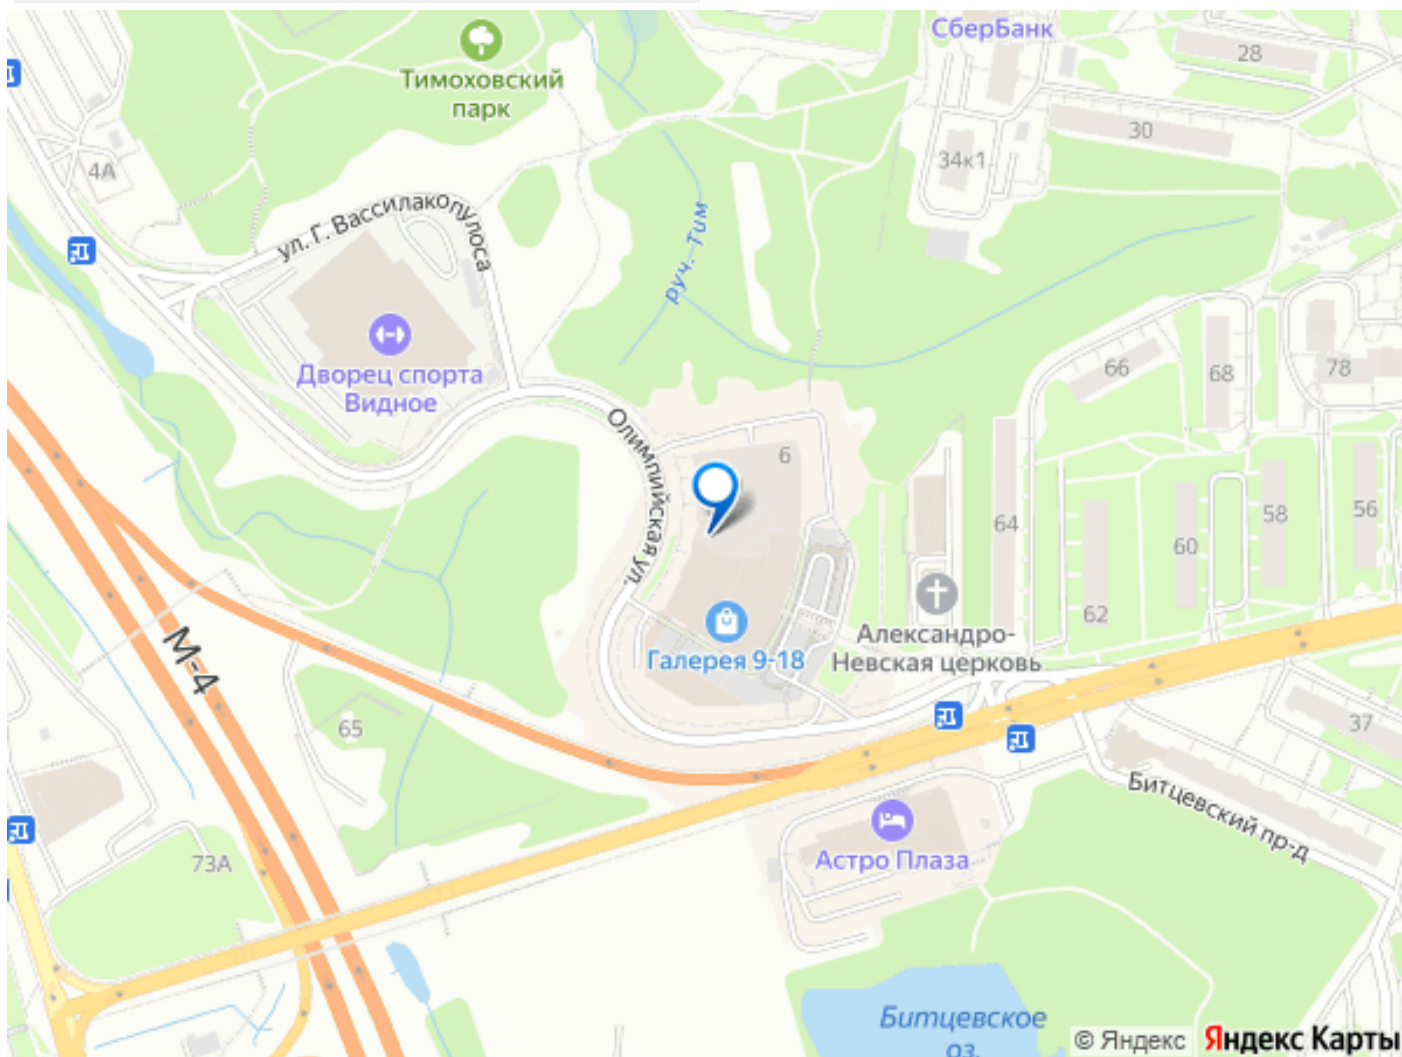 СберБанк
28
Тимоховский
парк
30
34к1
4А
ул. Г. Вассилакопулоса
руч. Тим
Дворец спорта
Видное
66
68
78
Олимпийская ул.
6
64
58
56
60
62
М-4
Александро-
Невская церковь
Галерея 9-18
65
37
Битцевский пр-д
Астро Плаза
73А
Битцевское
оз.
© Яндекс
Яндекс Карты